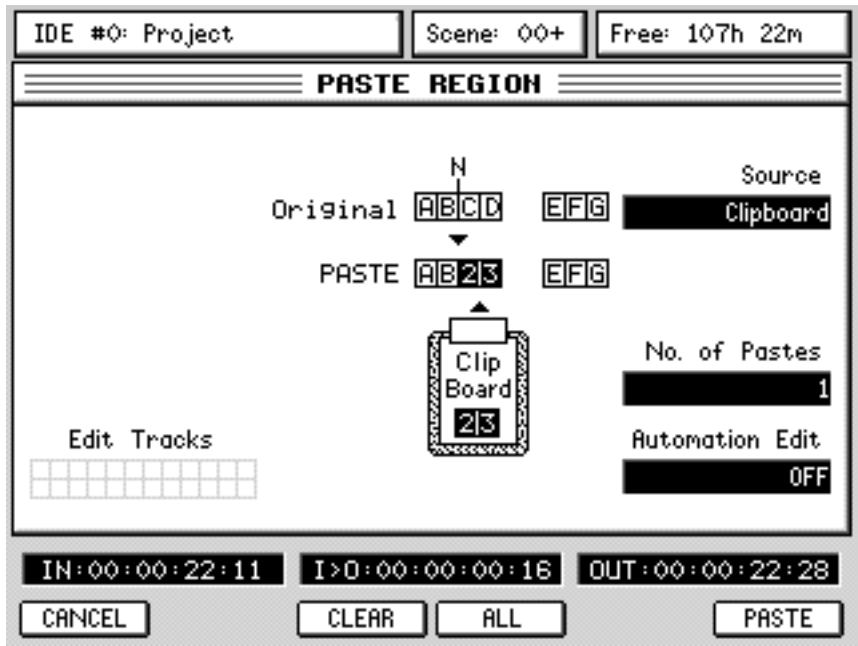 IDE #0: Project
Scene: 00+
Free: 107h 22m
PASTE REGION
N
Original ABCD EFG
Source
Clipboard
PASTE AB23 EFG
Clip
Board
23
No. of Pastes
1
Edit Tracks
Automation Edit
OFF
IN:00:00:22:11
I>O:00:00:00:16
OUT:00:00:22:28
CANCEL
CLEAR
ALL
PASTE